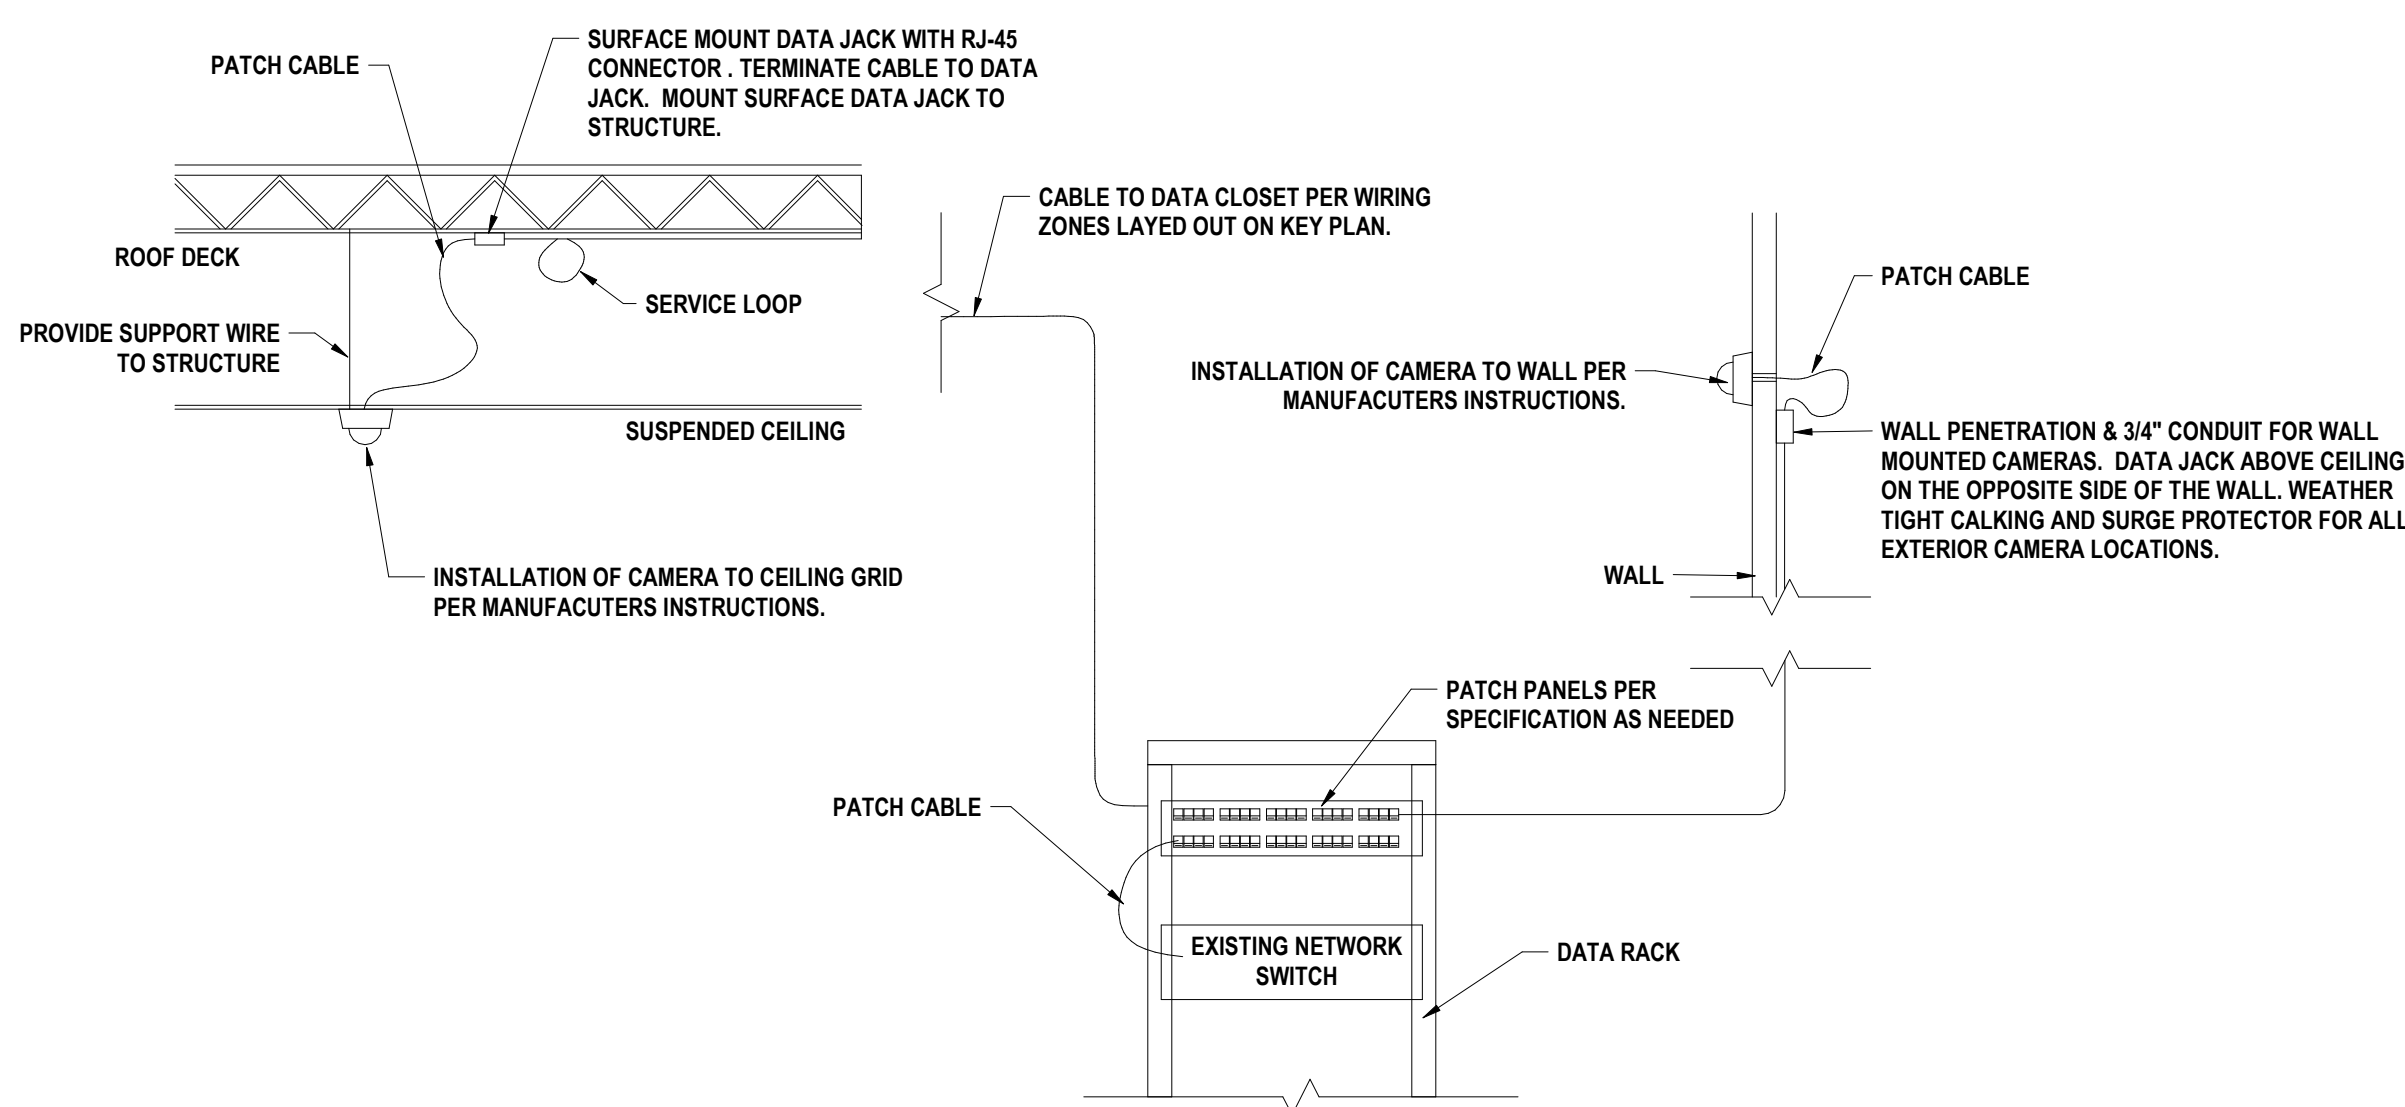 SURFACE MOUNT DATA JACK WITH RJ-45
CONNECTOR . TERMINATE CABLE TO DATA
JACK.  MOUNT SURFACE DATA JACK TO
STRUCTURE.
PATCH CABLE
ROOF DECK
SERVICE LOOP
PROVIDE SUPPORT WIRE
TO STRUCTURE
SUSPENDED CEILING
INSTALLATION OF CAMERA TO CEILING GRID
PER MANUFACUTERS INSTRUCTIONS.
CABLE TO DATA CLOSET PER WIRING
ZONES LAYED OUT ON KEY PLAN.
PATCH CABLE
INSTALLATION OF CAMERA TO WALL PER
MANUFACUTERS INSTRUCTIONS.
WALL PENETRATION & 3/4" CONDUIT FOR WALL
MOUNTED CAMERAS.  DATA JACK ABOVE CEILING
ON THE OPPOSITE SIDE OF THE WALL. WEATHER
TIGHT CALKING AND SURGE PROTECTOR FOR ALL
EXTERIOR CAMERA LOCATIONS.
WALL
PATCH PANELS PER
SPECIFICATION AS NEEDED
PATCH CABLE
EXISTING NETWORK
SWITCH
DATA RACK